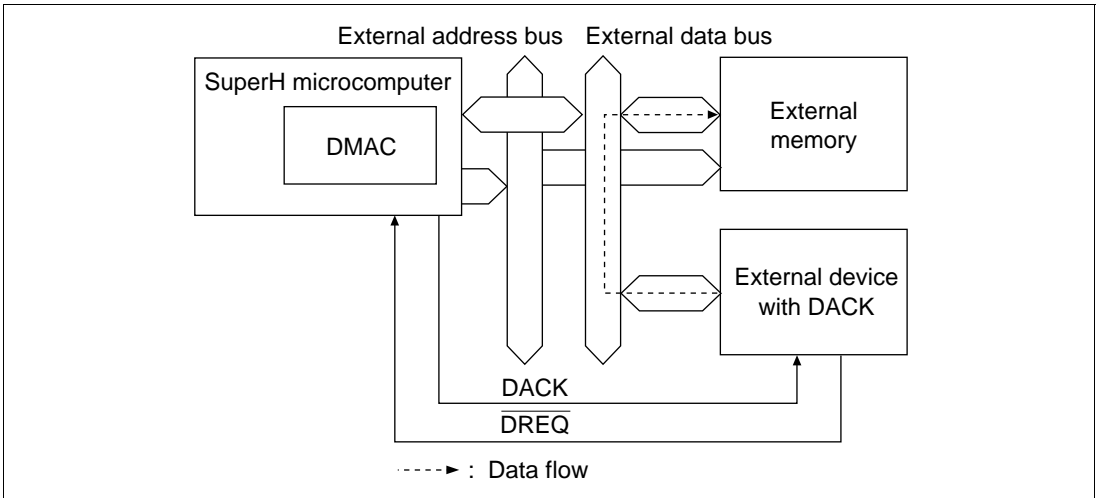 External address bus
External data bus
SuperH microcomputer
DMAC
External
memory
External device
with DACK
DACK
DREQ
: Data flow